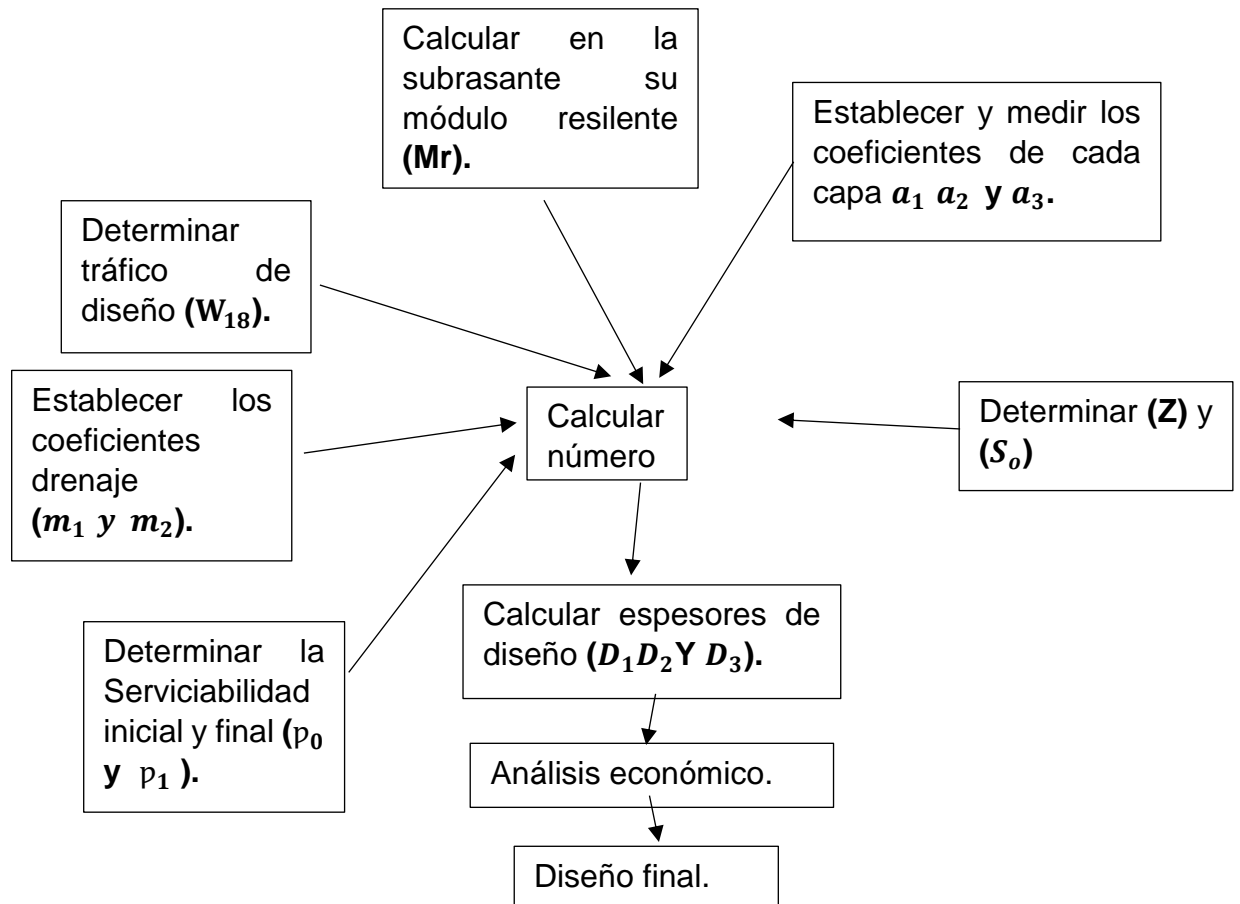 Calcular en la
subrasante su
módulo resilente
(Mr).
Establecer y medir los
coeficientes de cada
capa a₁ a₂ y a₃.
Determinar
tráfico de
diseño (W₁₈).
Establecer los
coeficientes
drenaje
(m₁ y m₂).
Calcular
número
Determinar (Z) y
(Sₒ)
Determinar la
Serviciabilidad
inicial y final (p₀
y p₁ ).
Calcular espesores de
diseño (D₁D₂Y D₃).
Análisis económico.
Diseño final.